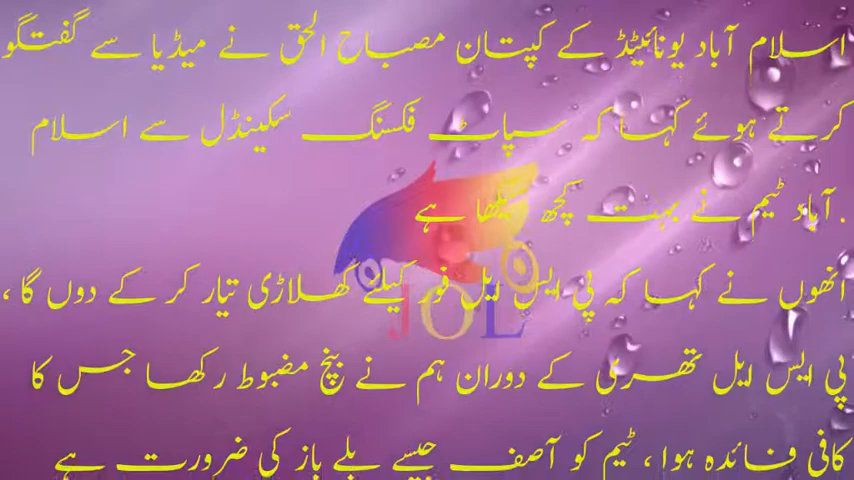 اسلام آباد یونائیٹڈ کے کپتان مصباح الحق نے میڈیا سے گفتگو
کرتے ہوئے کہا کہ سپاٹ فکسنگ سکینڈل سے اسلام
آباد ٹیم نے بہت کچھ سیکھا ہے.
انھوں نے کہا کہ پی ایس ایل فور کیلئے کھلاڑی تیار کر کے دوں گا ،
پی ایس ایل تھری کے دوران ہم نے بنچ مضبوط رکھا جس کا
کافی فائدہ ہوا ، ٹیم کو آصف جیسے بلے باز کی ضرورت ہے
JOL